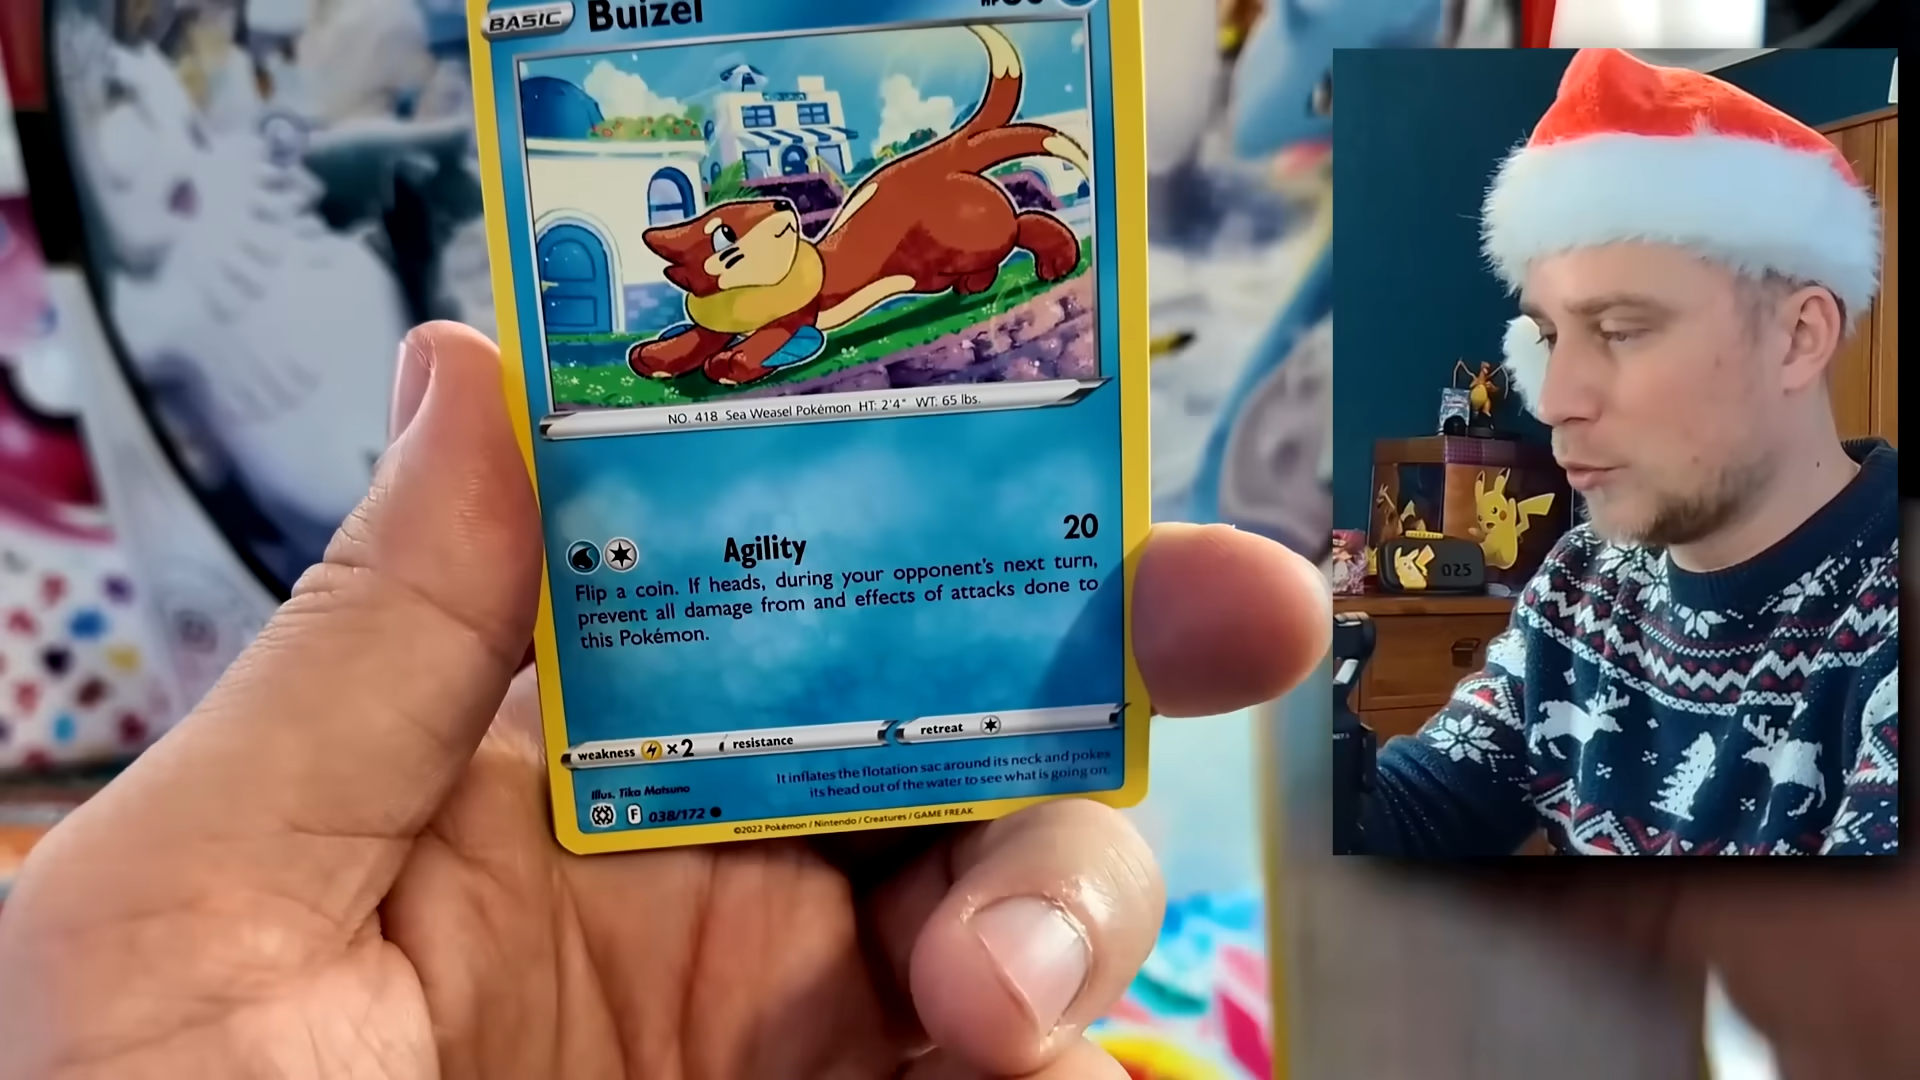 BASIC Buizel
NO. 418 Sea Weasel Pokémon HT: 2'4" WT: 65 lbs.
Agility 20
Flip a coin. If heads, during your opponent's next turn,
prevent all damage from and effects of attacks done to
this Pokémon.
weakness ×2 resistance retreat
It inflates the flotation sac around its neck and pokes
its head out of the water to see what is going on.
Illus. Tika Matsuno
F 038/172
©2022 Pokémon / Nintendo / Creatures / GAME FREAK
025